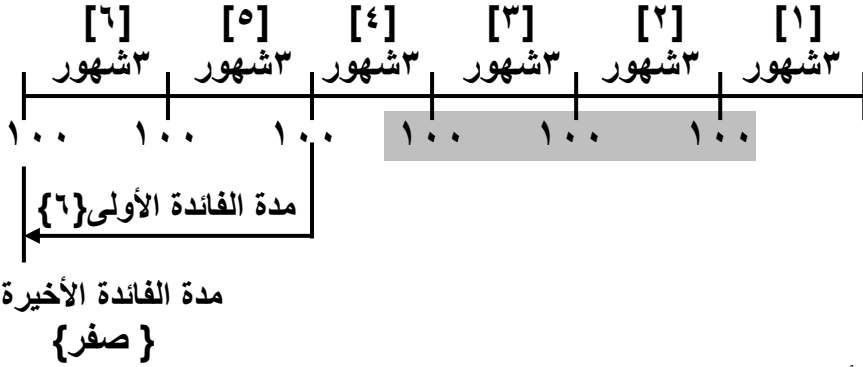 [١] [٢] [٣] [٤] [٥] [٦]
٣شهور ٣شهور ٣شهور ٣شهور ٣شهور ٣شهور
١٠٠ ١٠٠ ١٠٠ ١٠٠ ١٠٠ ١٠٠
مدة الفائدة الأولى{٦}
مدة الفائدة الأخيرة
{ صفر}